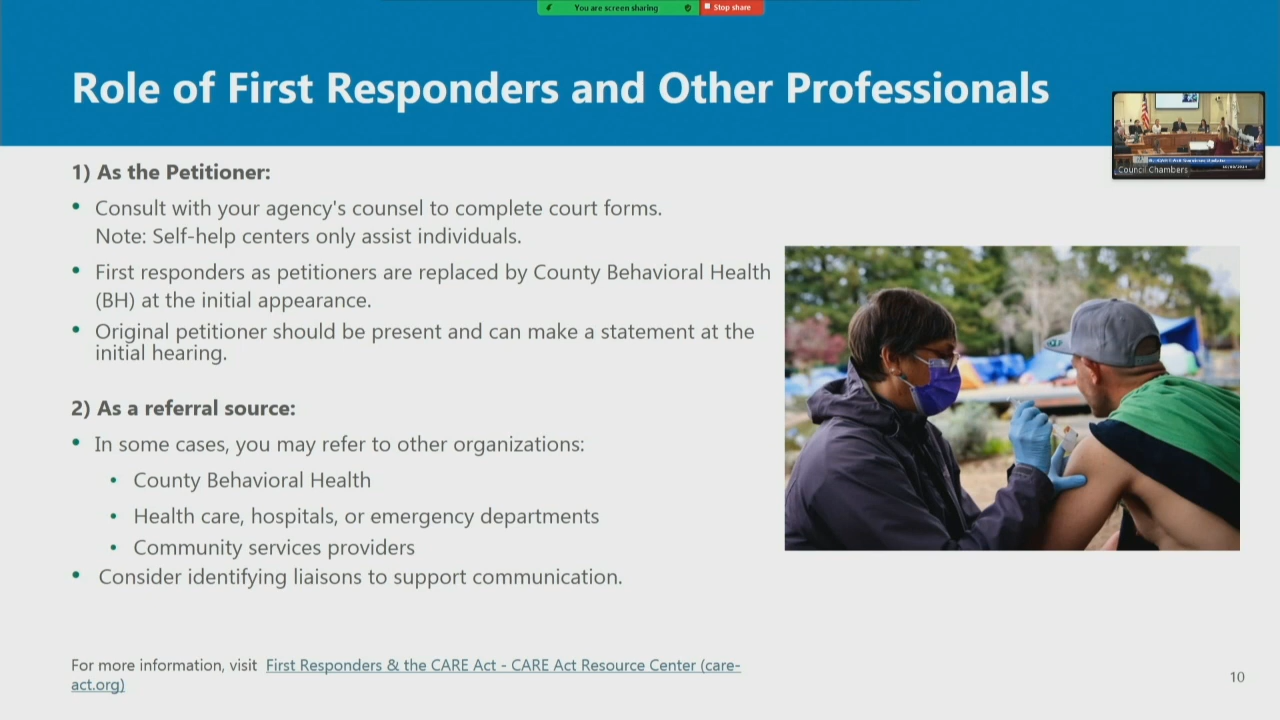 You are screen sharing
Stop share
Role of First Responders and Other Professionals
Council Chambers
1) As the Petitioner:
• Consult with your agency's counsel to complete court forms.
Note: Self-help centers only assist individuals.
• First responders as petitioners are replaced by County Behavioral Health
(BH) at the initial appearance.
• Original petitioner should be present and can make a statement at the
initial hearing.
2) As a referral source:
• In some cases, you may refer to other organizations:
• County Behavioral Health
• Health care, hospitals, or emergency departments
• Community services providers
• Consider identifying liaisons to support communication.
For more information, visit First Responders & the CARE Act - CARE Act Resource Center (care-
act.org)
10